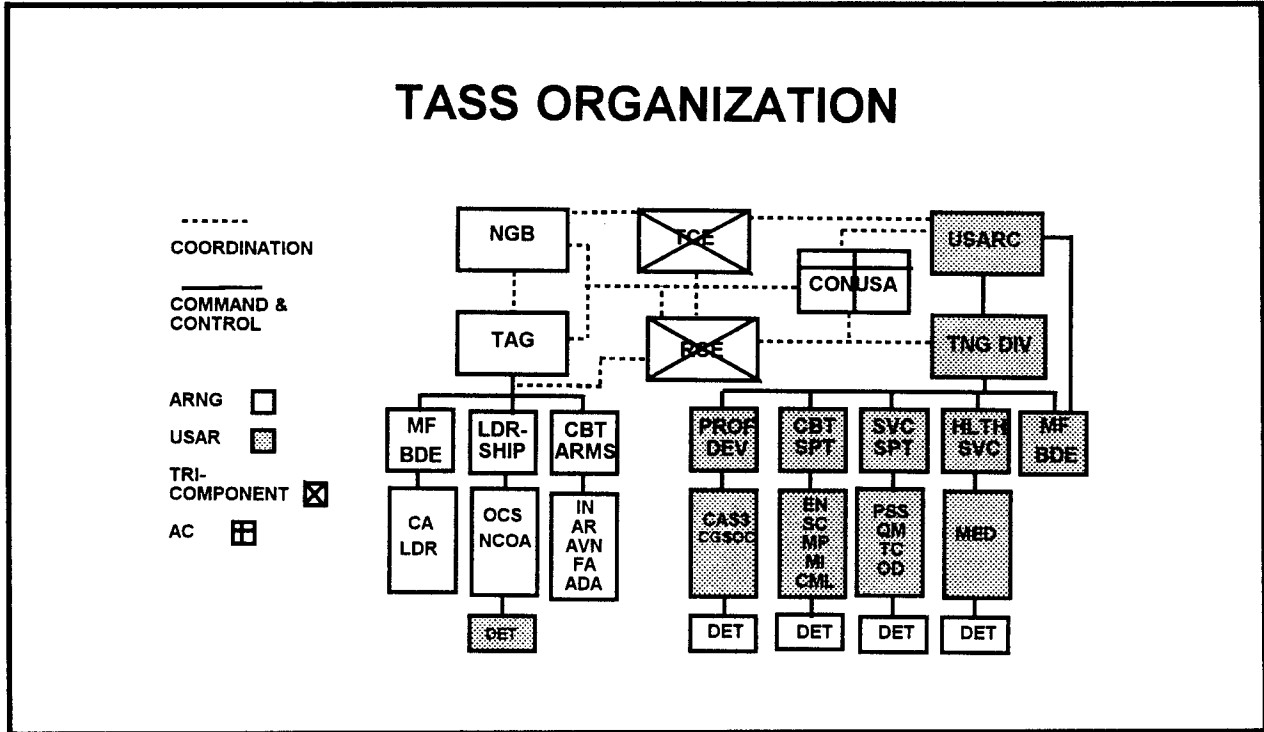 TASS ORGANIZATION
COORDINATION
COMMAND &
CONTROL
ARNG
USAR
TRI-
COMPONENT
AC
NGB
TCE
USARC
CONUSA
TAG
RSE
TNG DIV
MF
BDE
LDR-
SHIP
CBT
ARMS
PROF
DEV
CBT
SPT
SVC
SPT
HLTH
SVC
MF
BDE
CA
LDR
OCS
NCOA
IN
AR
AVN
FA
ADA
CAS3
CGSOC
EN
SC
MP
MI
CML
PSS
QM
TC
OD
MED
DET
DET
DET
DET
DET